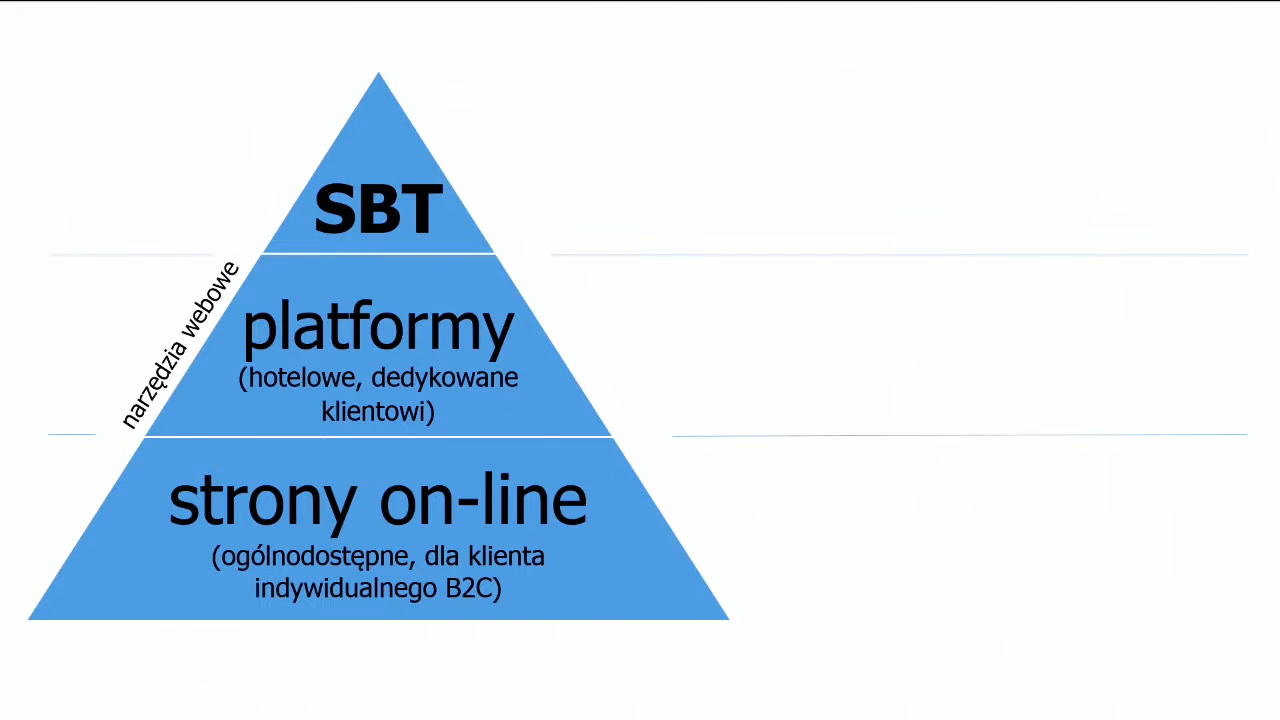 SBT
narzędzia webowe
platformy
(hotelowe, dedykowane
klientowi)
strony on-line
(ogólnodostępne, dla klienta
indywidualnego B2C)